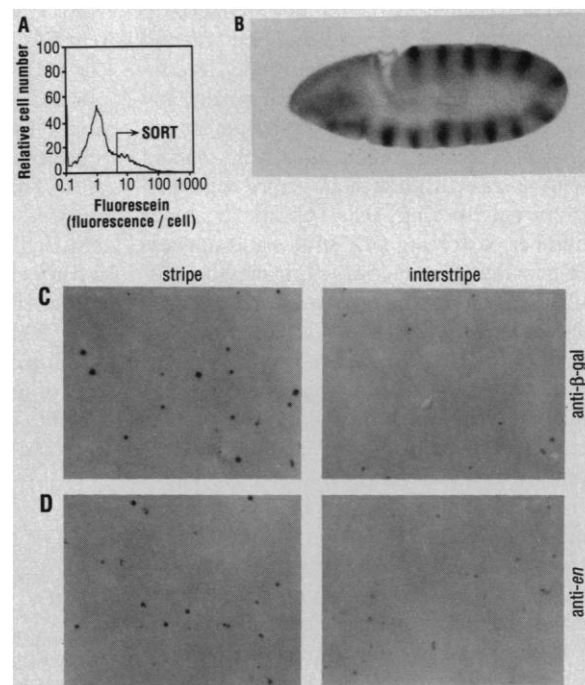 A
B
Relative cell number
100
80
60
40
20
0
SORT
0.1 1 10 100 1000
Fluorescein
(fluorescence / cell)
stripe
interstripe
C
anti-β-gal
D
anti-en